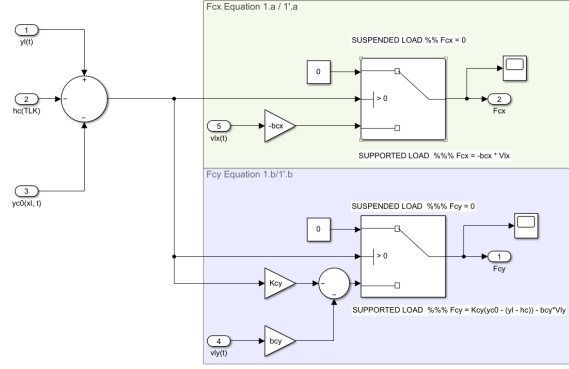 Fcx Equation 1.a / 1'.a
1
yl(t)
SUSPENDED LOAD %% Fcx = 0
0
+
2
−
hc(TLK)
−
> 0
2
Fcx
5
-bcx
vlx(t)
SUPPORTED LOAD %%% Fcx = -bcx * Vlx
Fcy Equation 1.b/1'.b
3
yc0(xl, t)
SUSPENDED LOAD %%% Fcy = 0
0
> 0
1
Fcy
Kcy
−
−
SUPPORTED LOAD %%% Fcy = Kcy(yc0 - (yl - hc)) - bcy*Vly
4
bcy
vly(t)